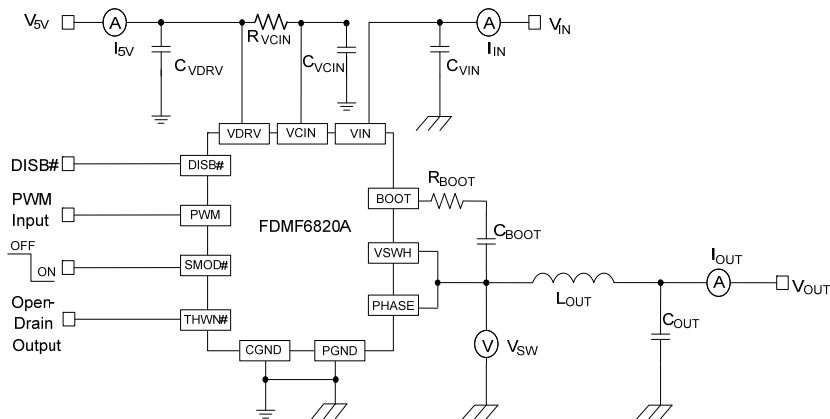 V5V
A
I5V
RVCIN
CVDRV
CVCIN
CVIN
A
IIN
VIN
VDRV
VCIN
VIN
DISB#
DISB#
PWM
Input
PWM
OFF
ON
SMOD#
Open-
Drain
Output
THWN#
FDMF6820A
BOOT
RBOOT
CBOOT
VSWH
PHASE
CGND
PGND
V
VSW
LOUT
IOUT
A
VOUT
COUT